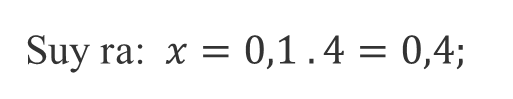 Suy ra: x = 0,1 . 4 = 0,4;